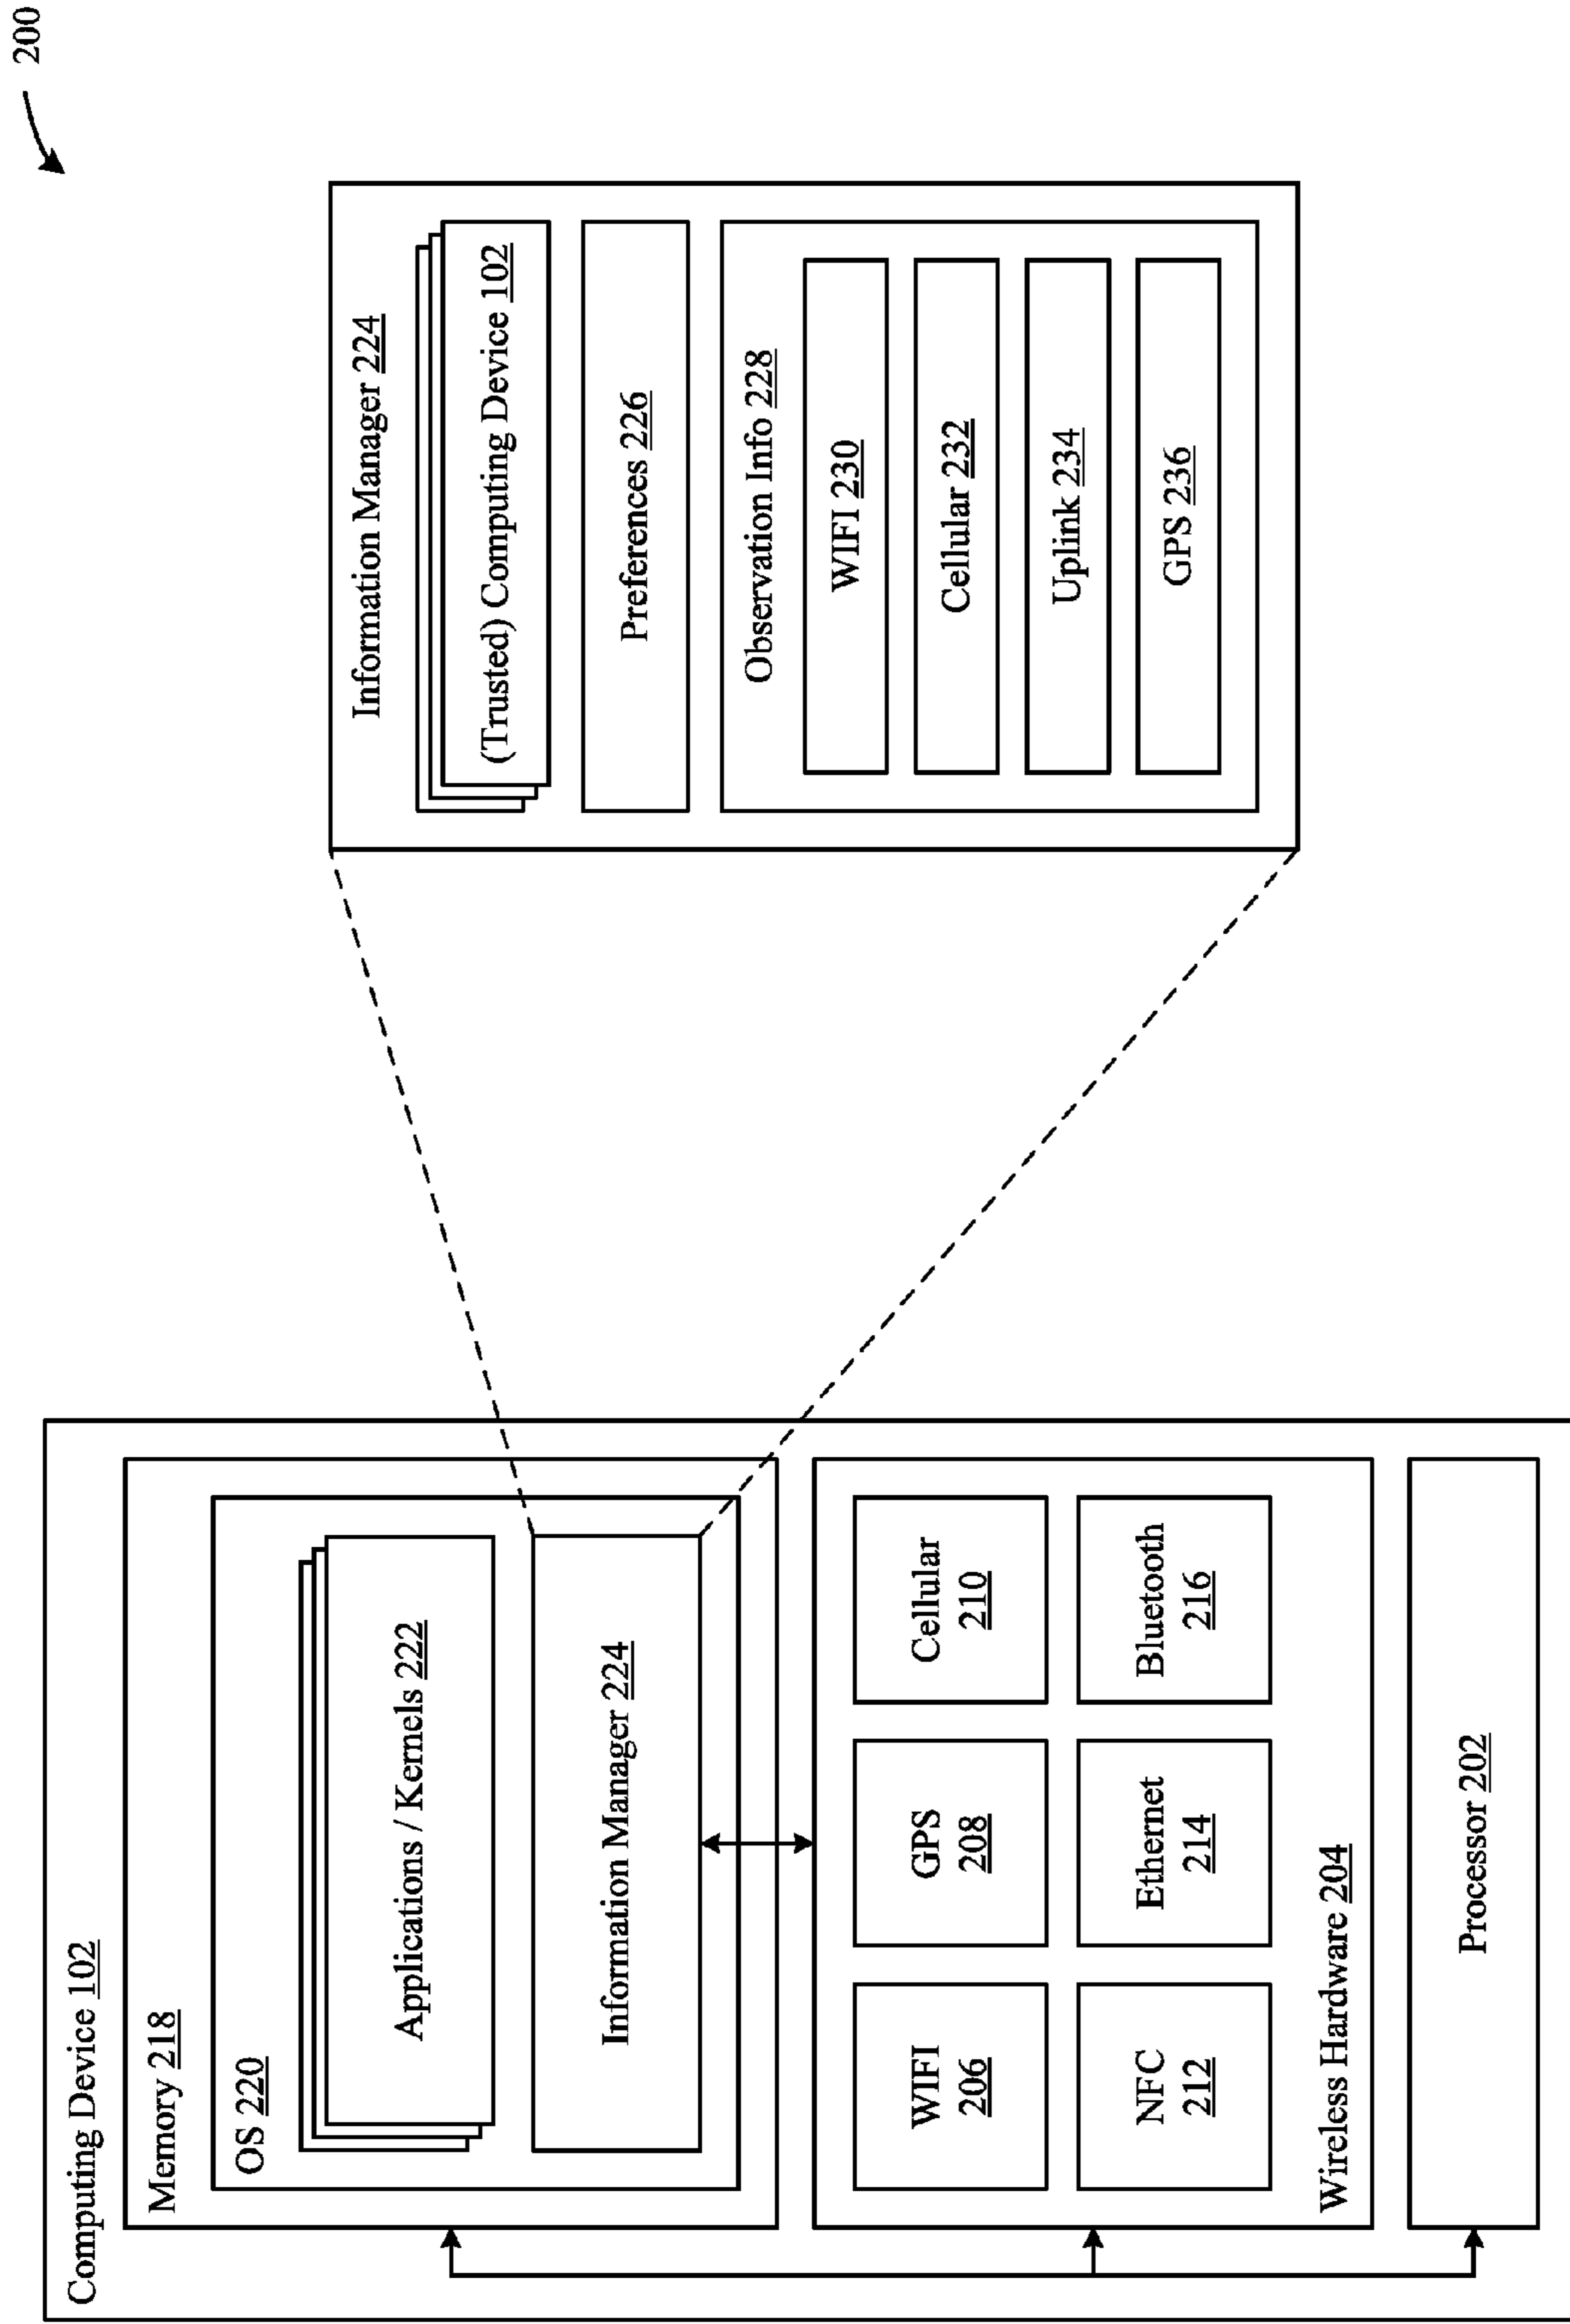 200
Computing Device 102
Memory 218
OS 220
Applications / Kernels 222
Information Manager 224
WIFI
206
GPS
208
Cellular
210
NFC
212
Ethernet
214
Bluetooth
216
Wireless Hardware 204
Processor 202
Information Manager 224
(Trusted) Computing Device 102
Preferences 226
Observation Info 228
WIFI 230
Cellular 232
Uplink 234
GPS 236